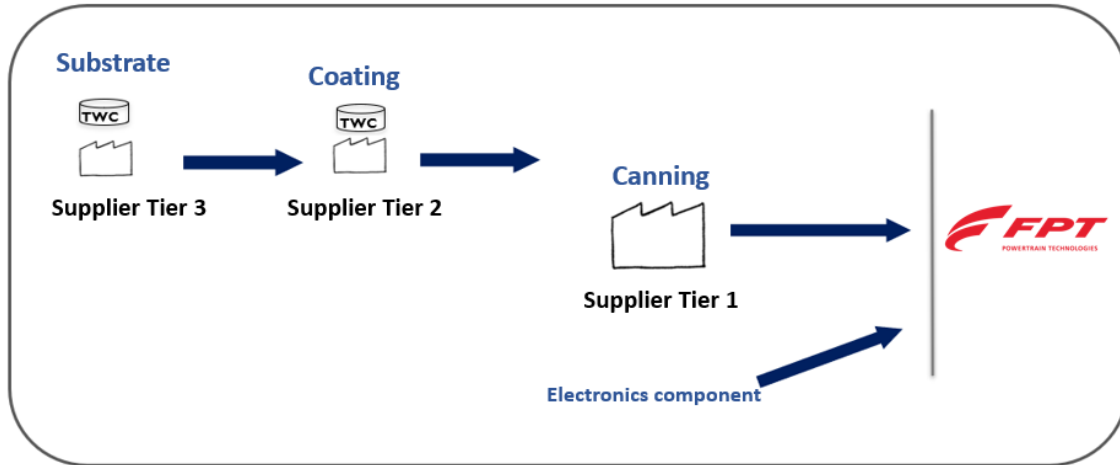 Substrate
TWC
Supplier Tier 3
Coating
TWC
Supplier Tier 2
Canning
Supplier Tier 1
Electronics component
FPT
POWERTRAIN TECHNOLOGIES